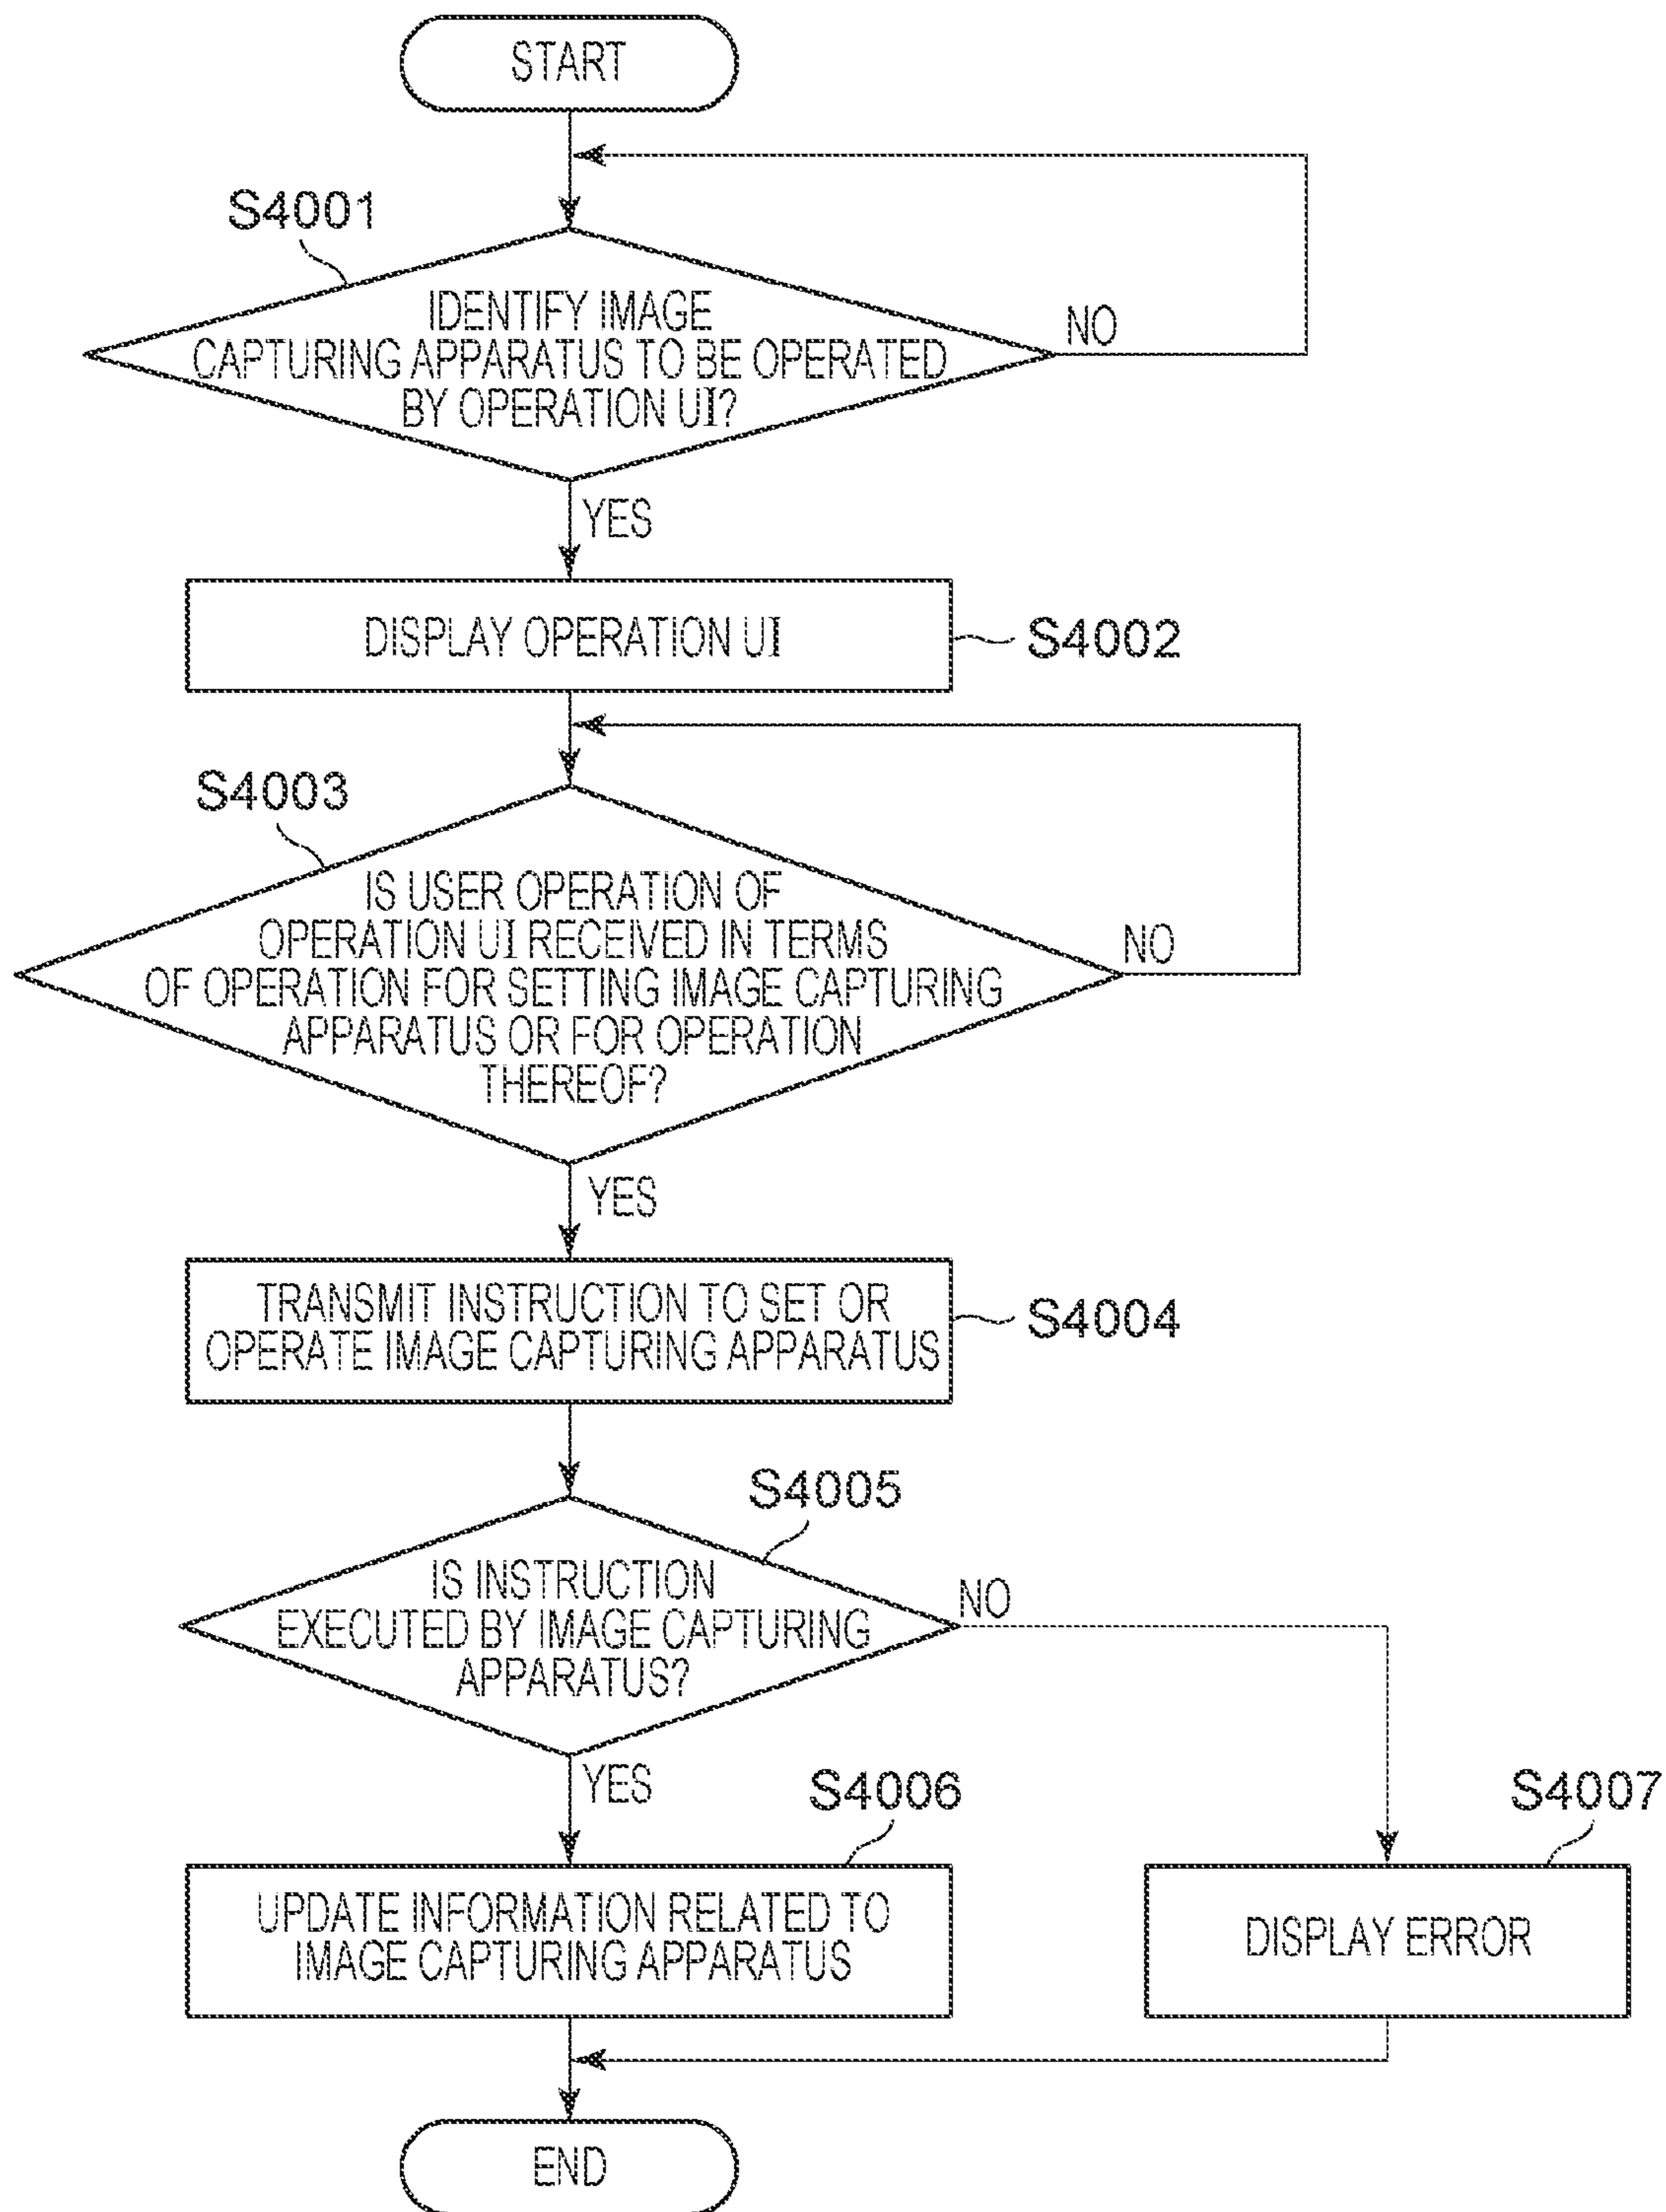 START
S4001
IDENTIFY IMAGE
CAPTURING APPARATUS TO BE OPERATED
BY OPERATION UI?
NO
YES
DISPLAY OPERATION UI
S4002
S4003
IS USER OPERATION OF
OPERATION UI RECEIVED IN TERMS
OF OPERATION FOR SETTING IMAGE CAPTURING
APPARATUS OR FOR OPERATION
THEREOF?
NO
YES
TRANSMIT INSTRUCTION TO SET OR
OPERATE IMAGE CAPTURING APPARATUS
S4004
S4005
IS INSTRUCTION
EXECUTED BY IMAGE CAPTURING
APPARATUS?
NO
YES
S4006
UPDATE INFORMATION RELATED TO
IMAGE CAPTURING APPARATUS
S4007
DISPLAY ERROR
END